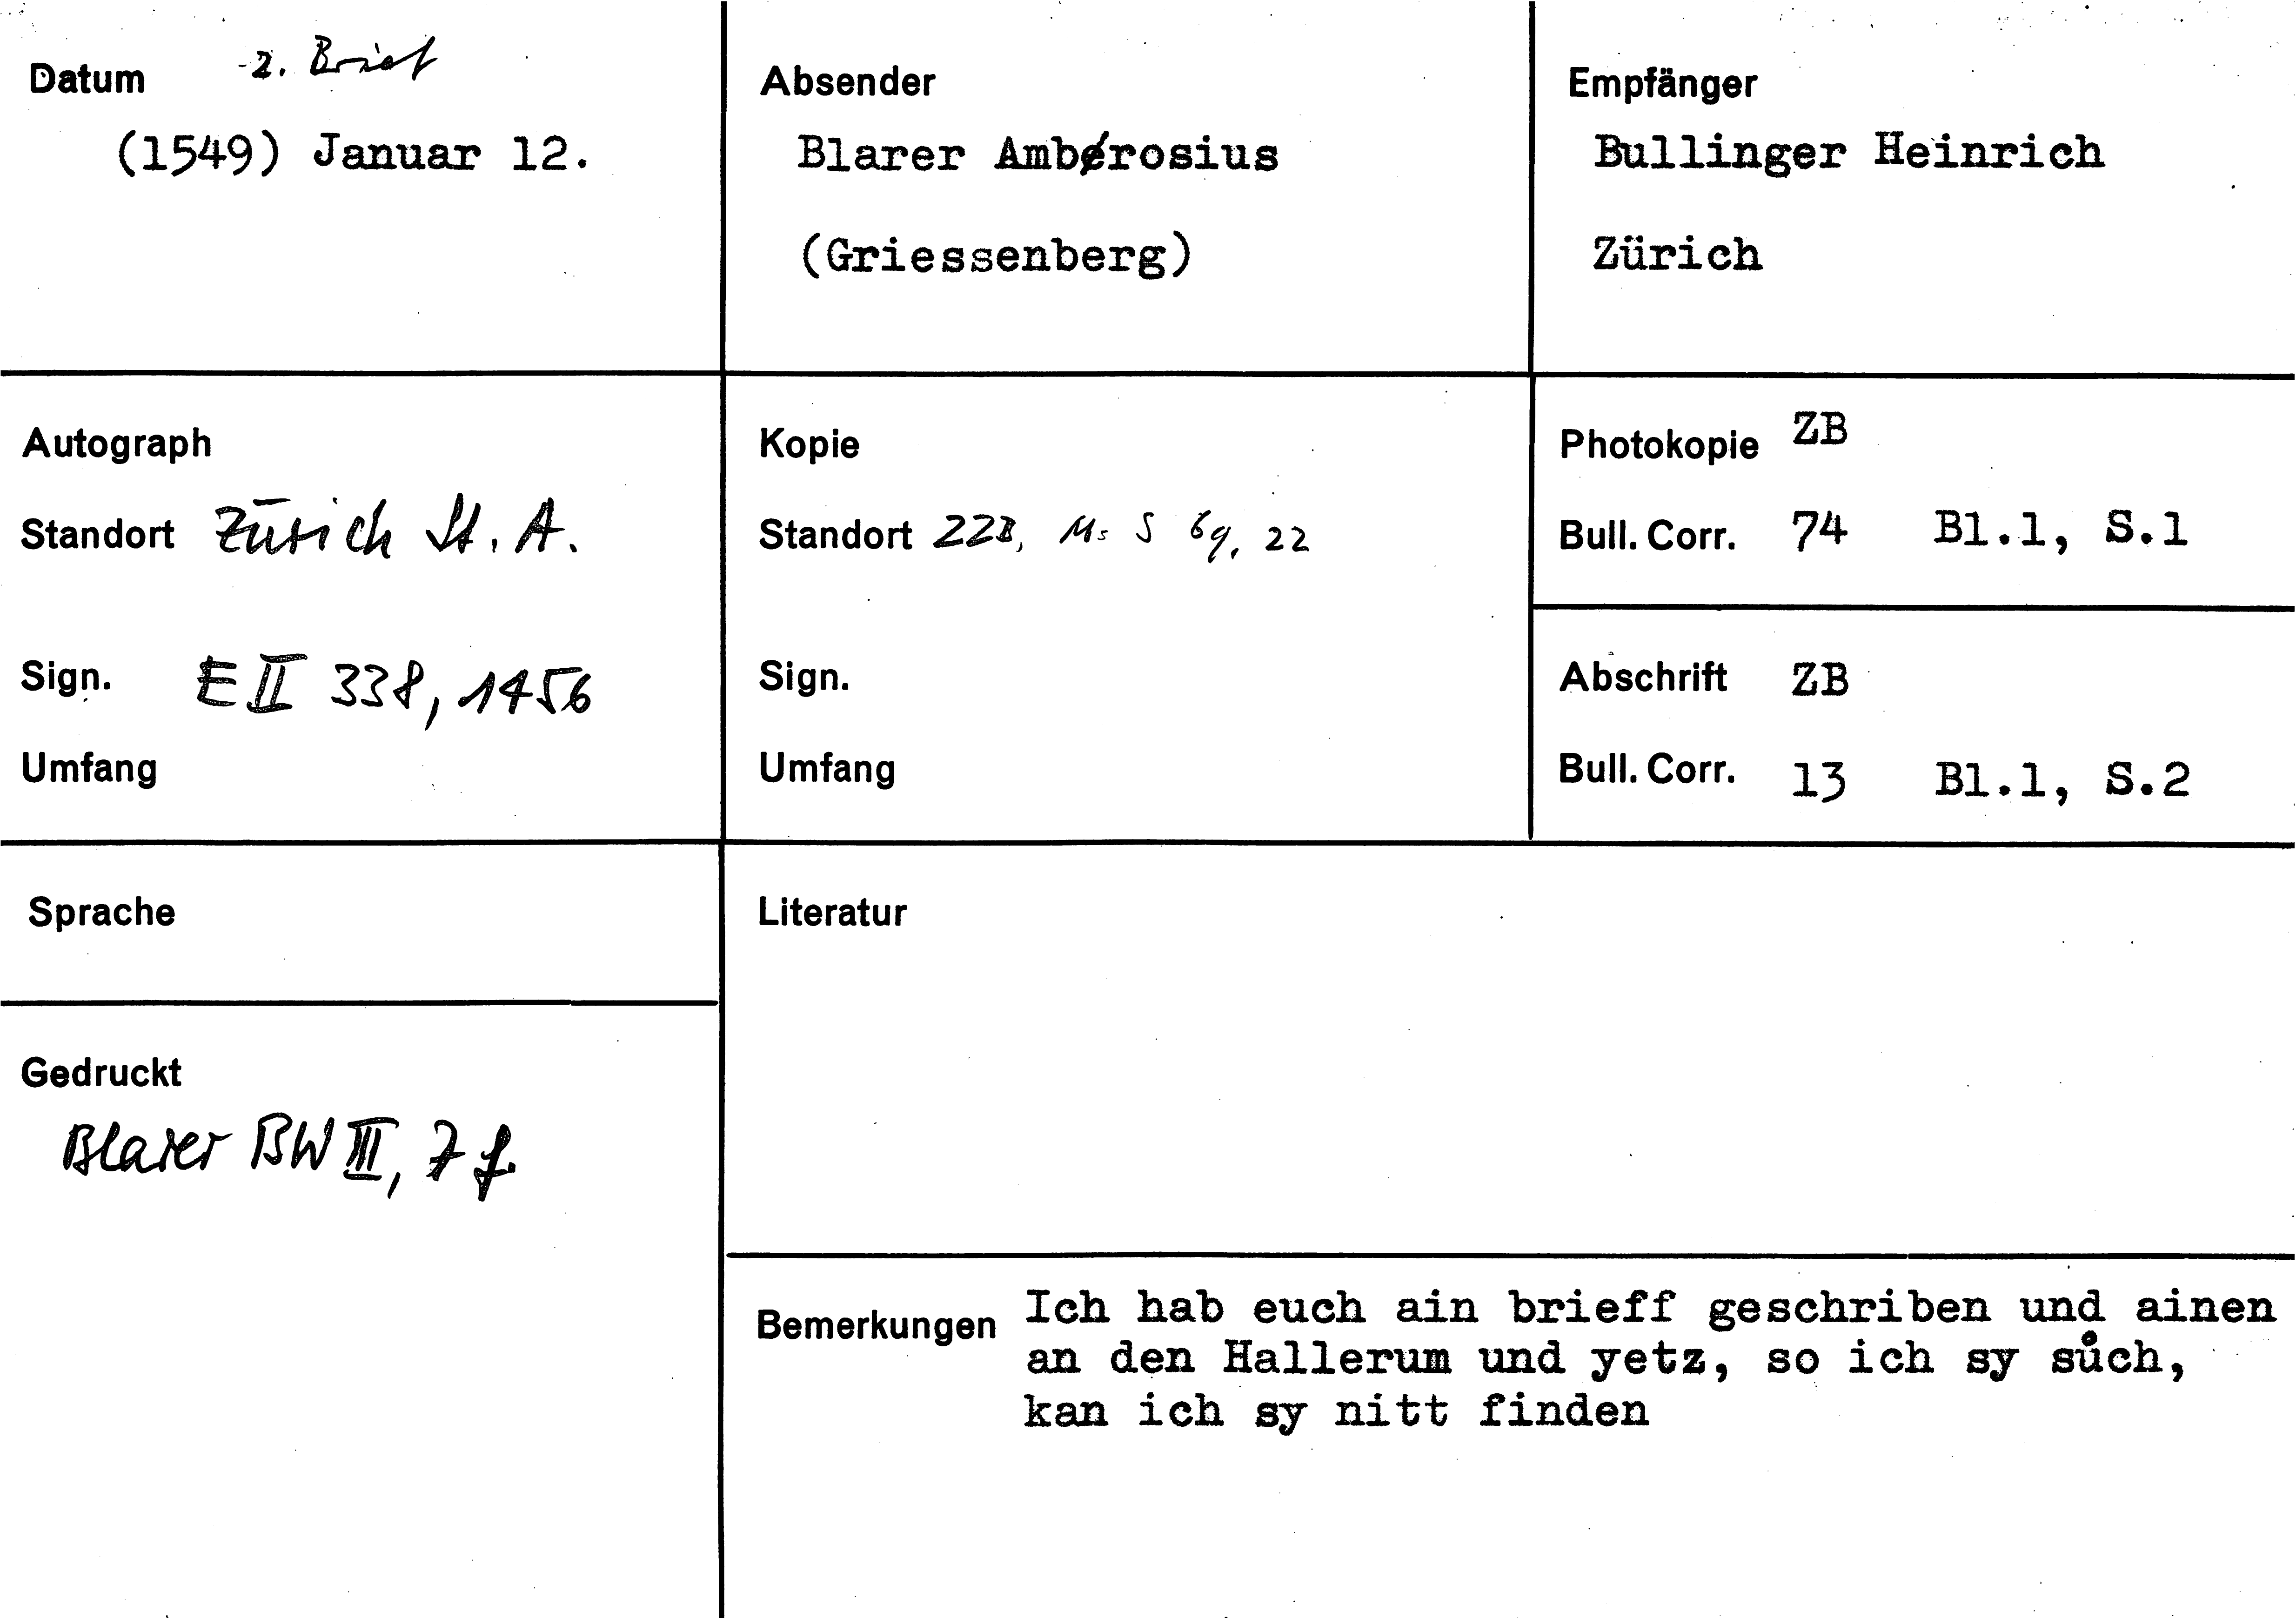 Datum 2. Brief
(1549) Januar 12.
Absender
Blarer Ambrosius
(Griessenberg)
Empfänger
Bullinger Heinrich
Zürich
Autograph
Standort Zürich St. A.
Sign. E II 338, 1456
Umfang
Kopie
Standort ZZB, Ms S 69, 22
Sign.
Umfang
Photokopie ZB
Bull. Corr. 74 Bl.1, S.1
Abschrift ZB
Bull. Corr. 13 Bl.1, S.2
Sprache
Gedruckt
Blarer BW III, 7 f.
Literatur
Bemerkungen Ich hab euch ain brieff geschriben und ainen
an den Hallerum und yetz, so ich sy sůch,
kan ich sy nitt finden